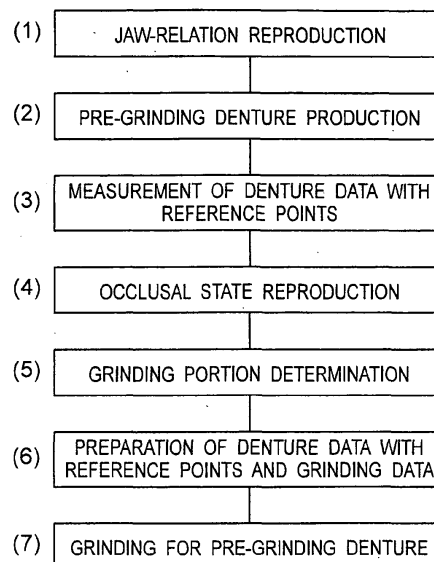 (1) JAW-RELATION REPRODUCTION
(2) PRE-GRINDING DENTURE PRODUCTION
(3) MEASUREMENT OF DENTURE DATA WITH
REFERENCE POINTS
(4) OCCLUSAL STATE REPRODUCTION
(5) GRINDING PORTION DETERMINATION
(6) PREPARATION OF DENTURE DATA WITH
REFERENCE POINTS AND GRINDING DATA
(7) GRINDING FOR PRE-GRINDING DENTURE